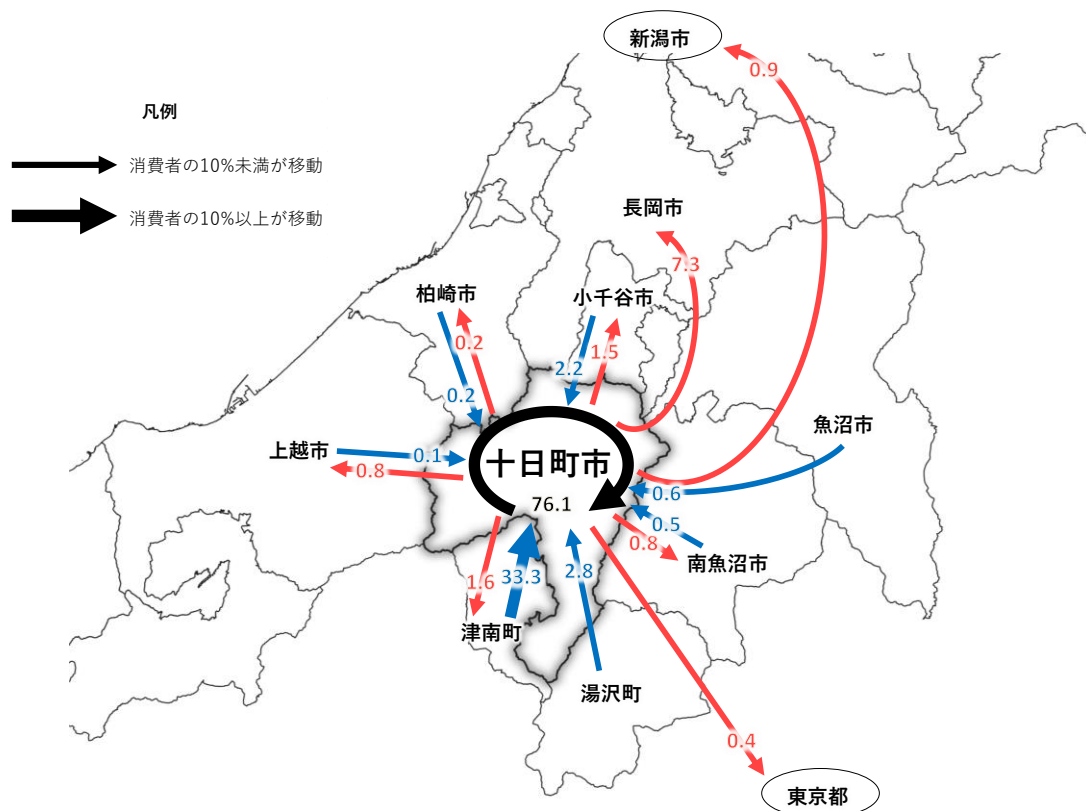 新潟市
0.9
凡例
消費者の10%未満が移動
消費者の10%以上が移動
長岡市
7.3
柏崎市
小千谷市
0.2
1.5
2.2
0.2
魚沼市
上越市
0.1
0.8
十日町市
76.1
0.6
0.5
0.8
南魚沼市
1.6
33.3
2.8
津南町
湯沢町
0.4
東京都